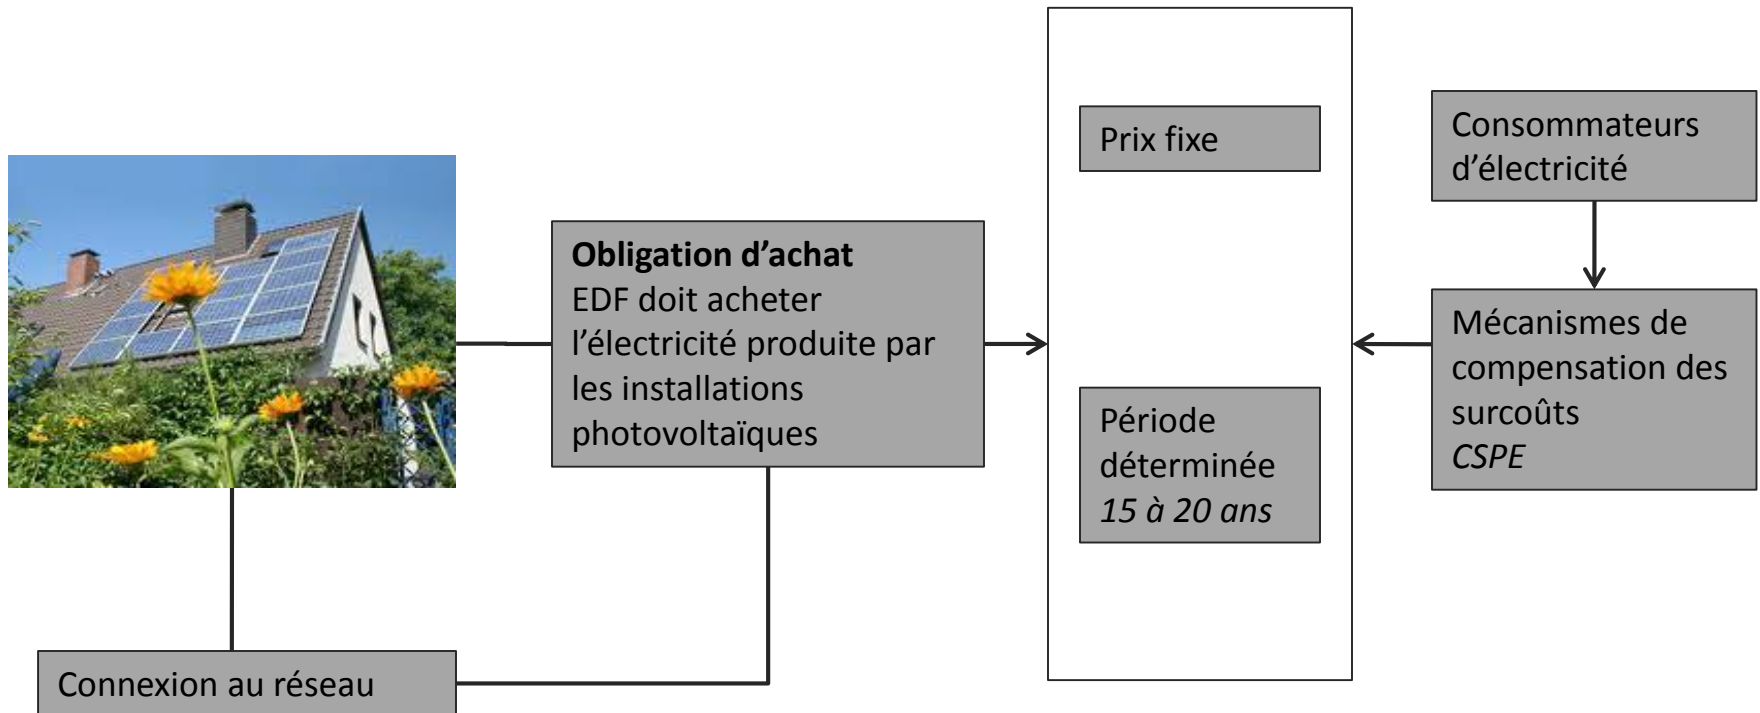 Obligation d’achat
EDF doit acheter
l’électricité produite par
les installations
photovoltaïques
Connexion au réseau
Prix fixe
Période
déterminée
15 à 20 ans
Consommateurs
d’électricité
Mécanismes de
compensation des
surcoûts
CSPE